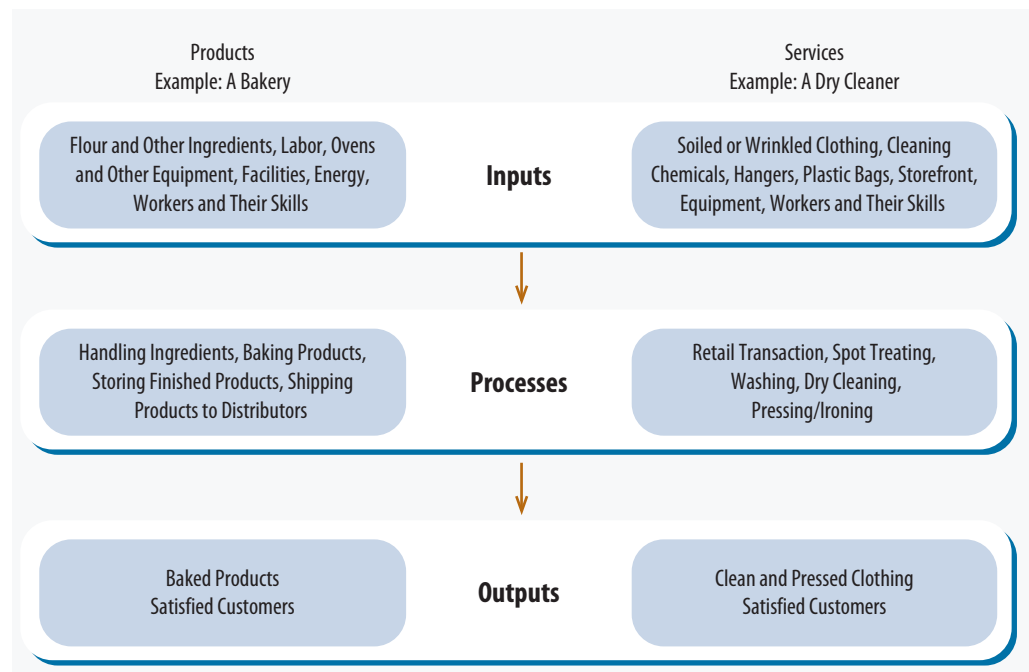 Products
Example: A Bakery
Services
Example: A Dry Cleaner
Flour and Other Ingredients, Labor, Ovens
and Other Equipment, Facilities, Energy,
Workers and Their Skills
Inputs
Soiled or Wrinkled Clothing, Cleaning
Chemicals, Hangers, Plastic Bags, Storefront,
Equipment, Workers and Their Skills
Handling Ingredients, Baking Products,
Storing Finished Products, Shipping
Products to Distributors
Processes
Retail Transaction, Spot Treating,
Washing, Dry Cleaning,
Pressing/Ironing
Baked Products
Satisfied Customers
Outputs
Clean and Pressed Clothing
Satisfied Customers